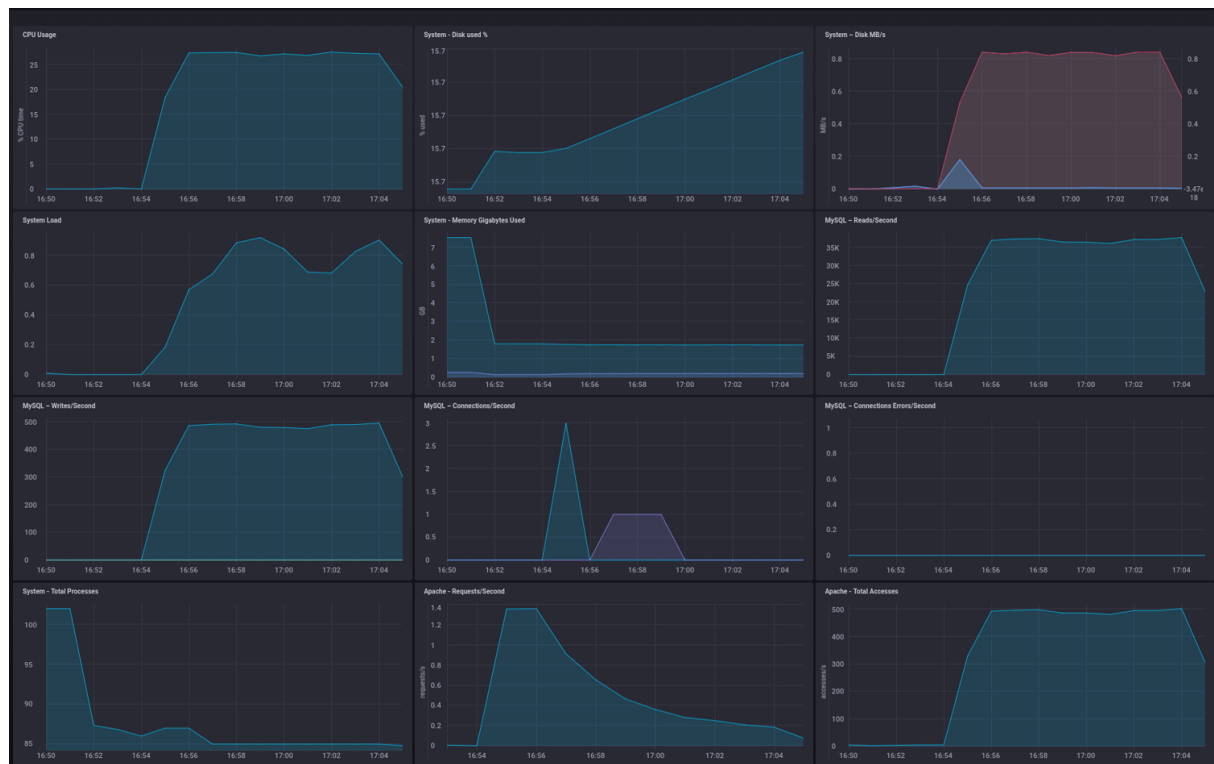 CPU Usage
% CPU time
25
20
15
10
5
0
16:50 16:52 16:54 16:56 16:58 17:00 17:02 17:04
System - Disk used %
% used
15.7
15.7
15.7
15.7
15.7
16:50 16:52 16:54 16:56 16:58 17:00 17:02 17:04
System – Disk MB/s
MB/s
0.8 0.8
0.6 0.6
0.4 0.4
0.2 0.2
0 -3.47e
18
16:50 16:52 16:54 16:56 16:58 17:00 17:02 17:04
System Load
0.8
0.6
0.4
0.2
0
16:50 16:52 16:54 16:56 16:58 17:00 17:02 17:04
System - Memory Gigabytes Used
GB
7
6
5
4
3
2
1
0
16:50 16:52 16:54 16:56 16:58 17:00 17:02 17:04
MySQL – Reads/Second
35K
30K
25K
20K
15K
10K
5K
0
16:50 16:52 16:54 16:56 16:58 17:00 17:02 17:04
MySQL – Writes/Second
500
400
300
200
100
0
16:50 16:52 16:54 16:56 16:58 17:00 17:02 17:04
MySQL – Connections/Second
3
2.5
2
1.5
1
0.5
0
16:50 16:52 16:54 16:56 16:58 17:00 17:02 17:04
MySQL – Connections Errors/Second
1
0.8
0.6
0.4
0.2
0
16:50 16:52 16:54 16:56 16:58 17:00 17:02 17:04
System - Total Processes
100
95
90
85
16:50 16:52 16:54 16:56 16:58 17:00 17:02 17:04
Apache - Requests/Second
requests/s
1.4
1.2
1
0.8
0.6
0.4
0.2
0
16:54 16:56 16:58 17:00 17:02 17:04
Apache - Total Accesses
accesses/s
500
400
300
200
100
0
16:50 16:52 16:54 16:56 16:58 17:00 17:02 17:04